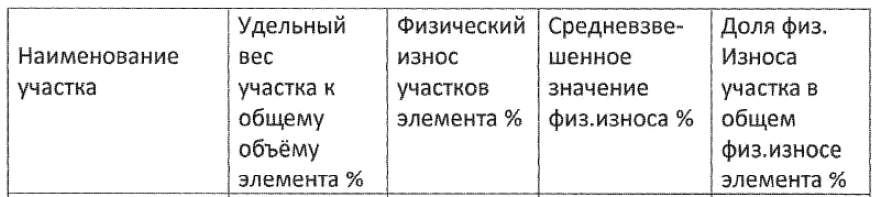 Наименование
участка
Удельный
вес
участка к
общему
объёму
элемента %
Физический
износ
участков
элемента %
Средневзве-
шенное
значение
физ.износа %
Доля физ.
Износа
участка в
общем
физ.износе
элемента %